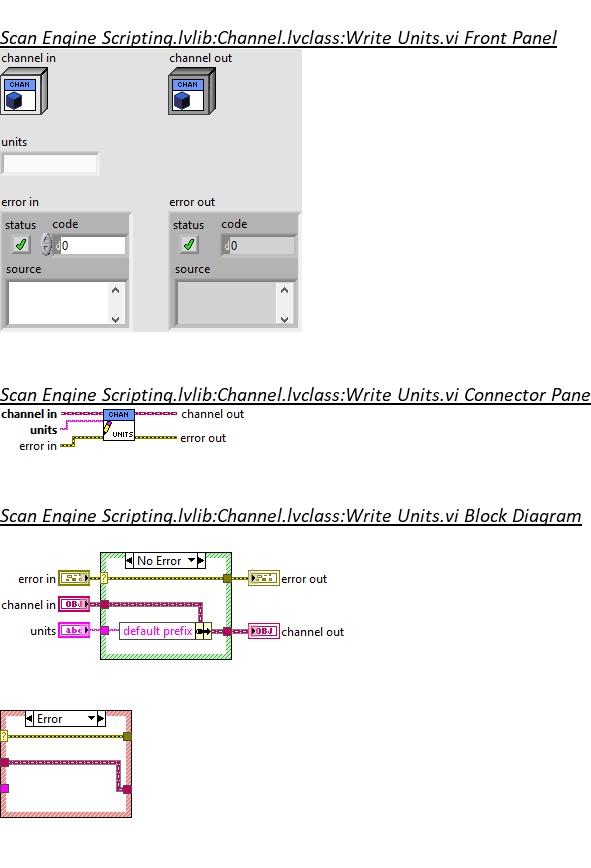 Scan Engine Scripting.lvlib:Channel.lvclass:Write Units.vi Front Panel
channel in channel out
CHAN CHAN
units
error in error out
status code status code
d 0 d 0
source source
Scan Engine Scripting.lvlib:Channel.lvclass:Write Units.vi Connector Pane
channel in CHAN channel out
units
UNITS error out
error in
Scan Engine Scripting.lvlib:Channel.lvclass:Write Units.vi Block Diagram
No Error
error in ? error out
channel in OBJ
units abc default prefix OBJ channel out
Error
?